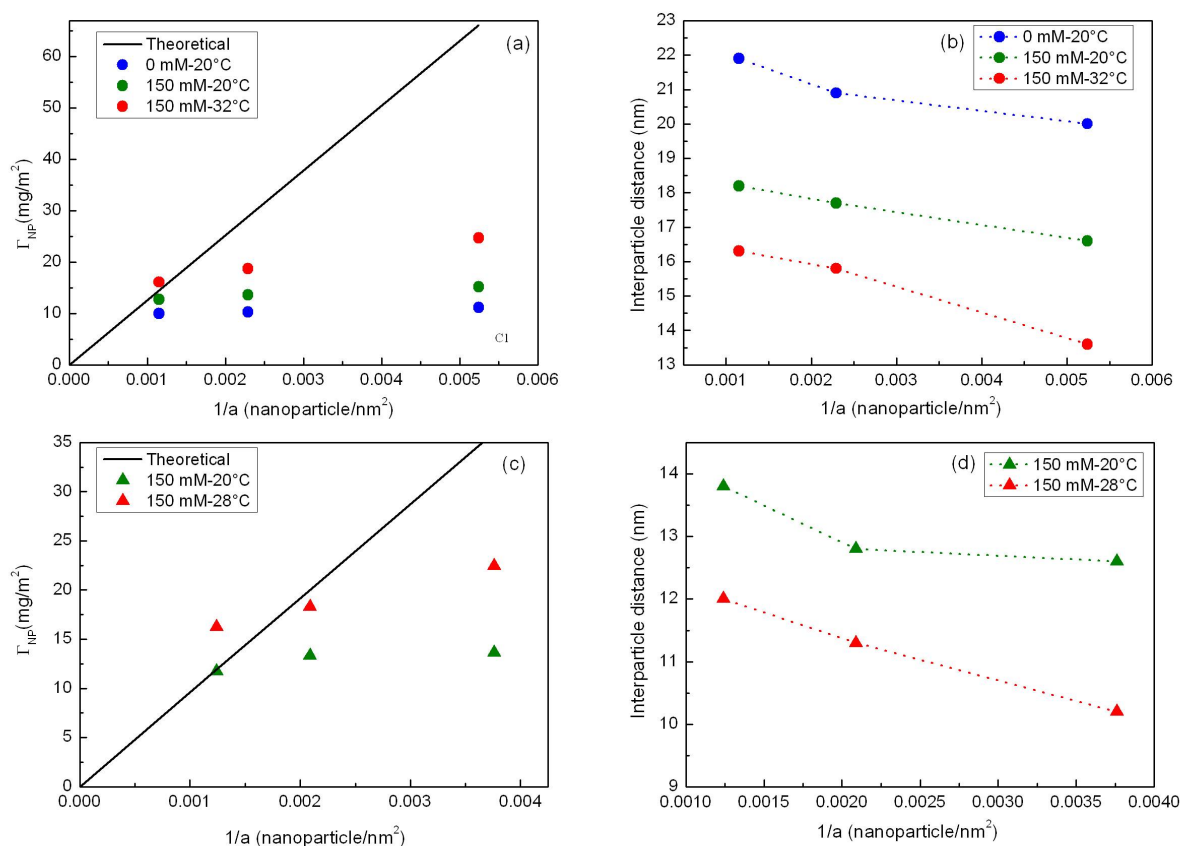 (a)
Theoretical
0 mM-20°C
150 mM-20°C
150 mM-32°C
Γ_NP(mg/m²)
60
50
40
30
20
10
0
C1
0.000 0.001 0.002 0.003 0.004 0.005 0.006
1/a (nanoparticle/nm²)
(b)
0 mM-20°C
150 mM-20°C
150 mM-32°C
Interparticle distance (nm)
23
22
21
20
19
18
17
16
15
14
13
0.001 0.002 0.003 0.004 0.005 0.006
1/a (nanoparticle/nm²)
(c)
Theoretical
150 mM-20°C
150 mM-28°C
Γ_NP(mg/m²)
35
30
25
20
15
10
5
0
0.000 0.001 0.002 0.003 0.004
1/a (nanoparticle/nm²)
(d)
150 mM-20°C
150 mM-28°C
Interparticle distance (nm)
14
13
12
11
10
9
0.0010 0.0015 0.0020 0.0025 0.0030 0.0035 0.0040
1/a (nanoparticle/nm²)